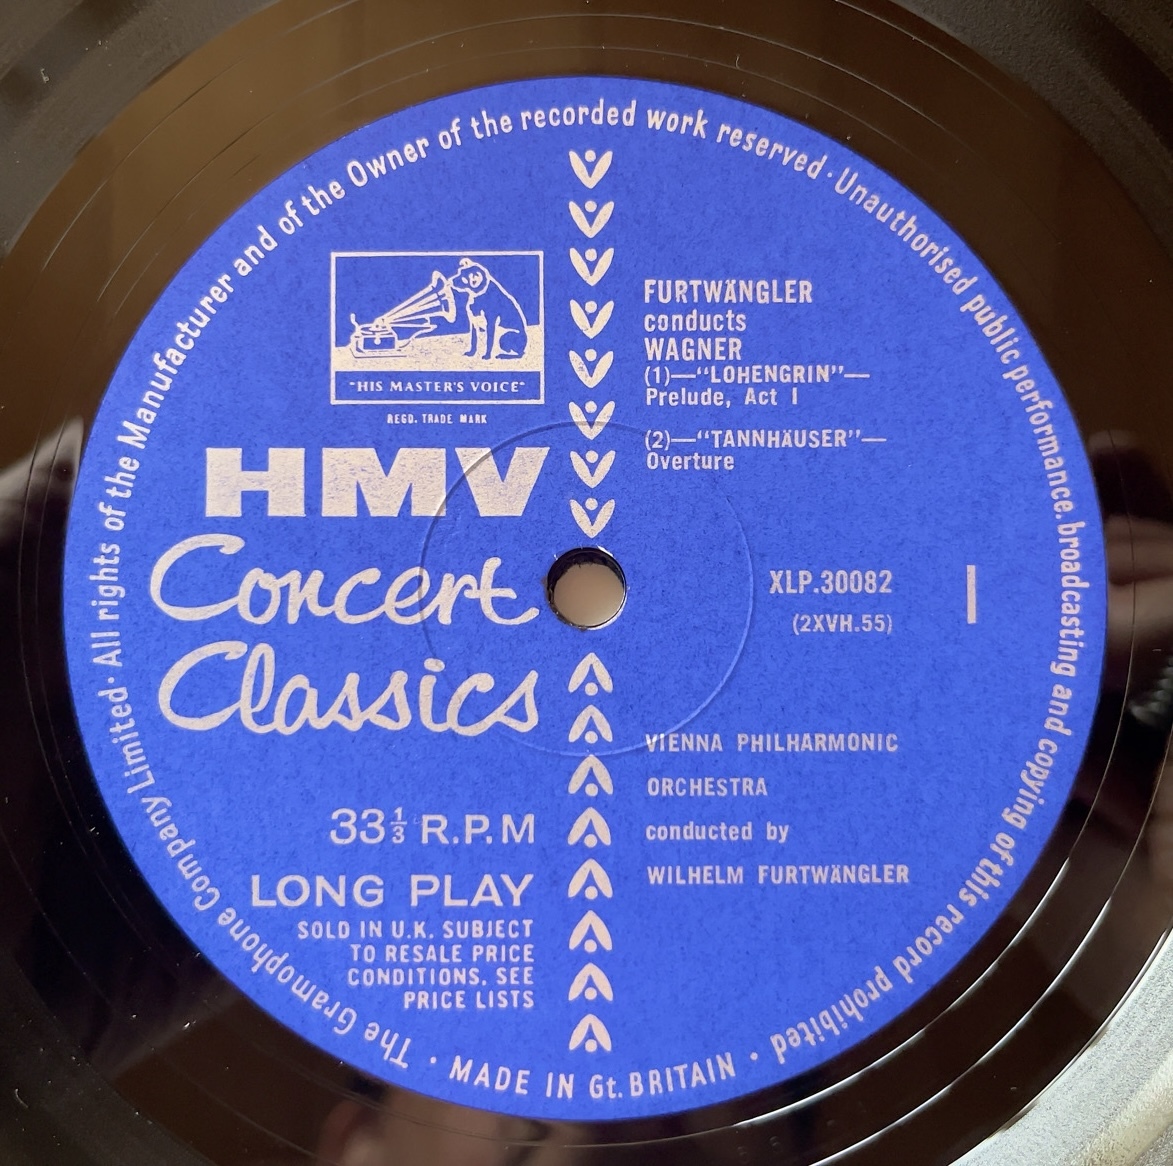 The Gramophone Company Limited · All rights of the Manufacturer and of the Owner of the recorded work reserved · Unauthorised public performance, broadcasting and copying of this record prohibited ·
MADE IN Gt. BRITAIN ·
"HIS MASTER'S VOICE"
REGD. TRADE MARK
HMV
Concert
Classics
33⅓ R.P.M
LONG PLAY
SOLD IN U.K. SUBJECT
TO RESALE PRICE
CONDITIONS. SEE
PRICE LISTS
FURTWÄNGLER
conducts
WAGNER
(1)—"LOHENGRIN"—
Prelude, Act I
(2)—"TANNHÄUSER"—
Overture
XLP.30082
(2XVH.55)
1
VIENNA PHILHARMONIC
ORCHESTRA
conducted by
WILHELM FURTWÄNGLER